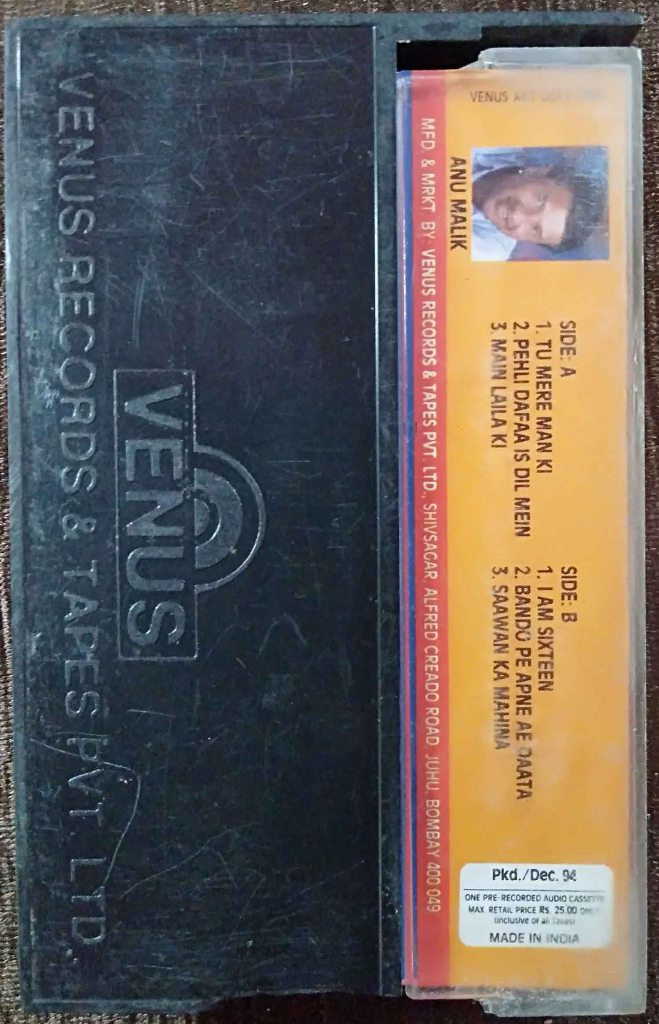 VENUS RECORDS & TAPES PVT. LTD.,
VENUS
VENUS
ANU MALIK
SIDE: A
1. TU MERE MAN KI
2. PEHLI DAFAA IS DIL MEIN
3. MAIN LAILA KI
SIDE: B
1. I AM SIXTEEN
2. BANDO PE APNE AE DAATA
3. SAAWAN KA MAHINA
MFD. & MRKT. BY: VENUS RECORDS & TAPES PVT. LTD., SHIVSAGAR, ALFRED CREADO ROAD, JUHU, BOMBAY 400 049
Pkd./Dec. 94
ONE PRE-RECORDED AUDIO CASSETTE
MAX. RETAIL PRICE Rs. 25.00 ONLY
(Inclusive of all Taxes)
MADE IN INDIA